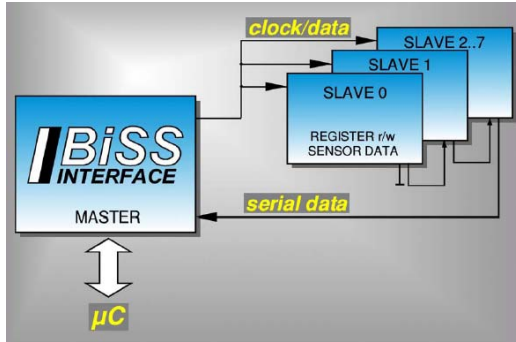 clock/data
SLAVE 2..7
SLAVE 1
SLAVE 0
REGISTER r/w
SENSOR DATA
BiSS
INTERFACE
MASTER
serial data
µC